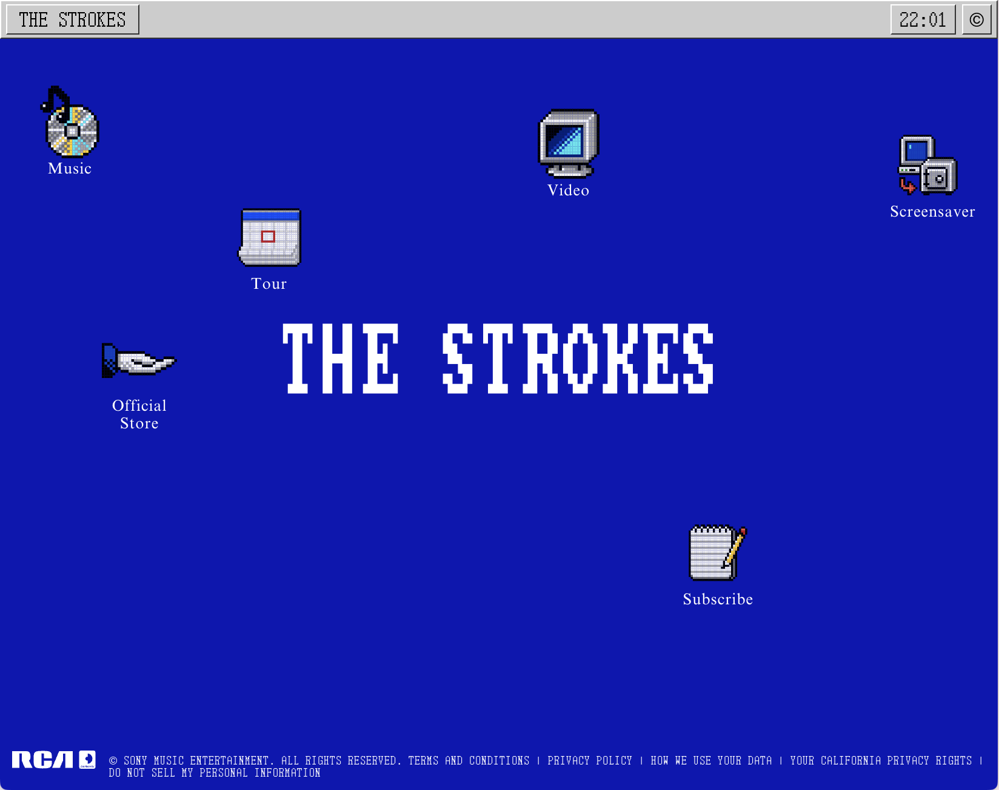 THE STROKES
22:01
©
Music
Video
Screensaver
Tour
THE STROKES
Official
Store
Subscribe
RCA
© SONY MUSIC ENTERTAINMENT. ALL RIGHTS RESERVED. TERMS AND CONDITIONS | PRIVACY POLICY | HOW WE USE YOUR DATA | YOUR CALIFORNIA PRIVACY RIGHTS |
DO NOT SELL MY PERSONAL INFORMATION